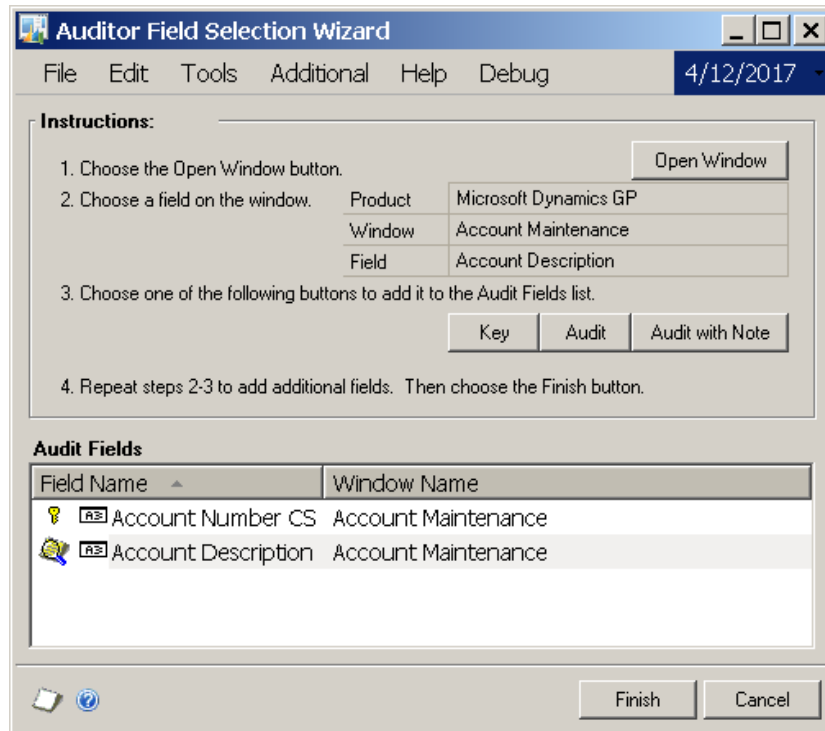 Auditor Field Selection Wizard
File Edit Tools Additional Help Debug 4/12/2017
Instructions:
1. Choose the Open Window button. Open Window
2. Choose a field on the window. Product Microsoft Dynamics GP
Window Account Maintenance
Field Account Description
3. Choose one of the following buttons to add it to the Audit Fields list.
Key Audit Audit with Note
4. Repeat steps 2-3 to add additional fields. Then choose the Finish button.
Audit Fields
Field Name Window Name
Account Number CS Account Maintenance
Account Description Account Maintenance
Finish Cancel